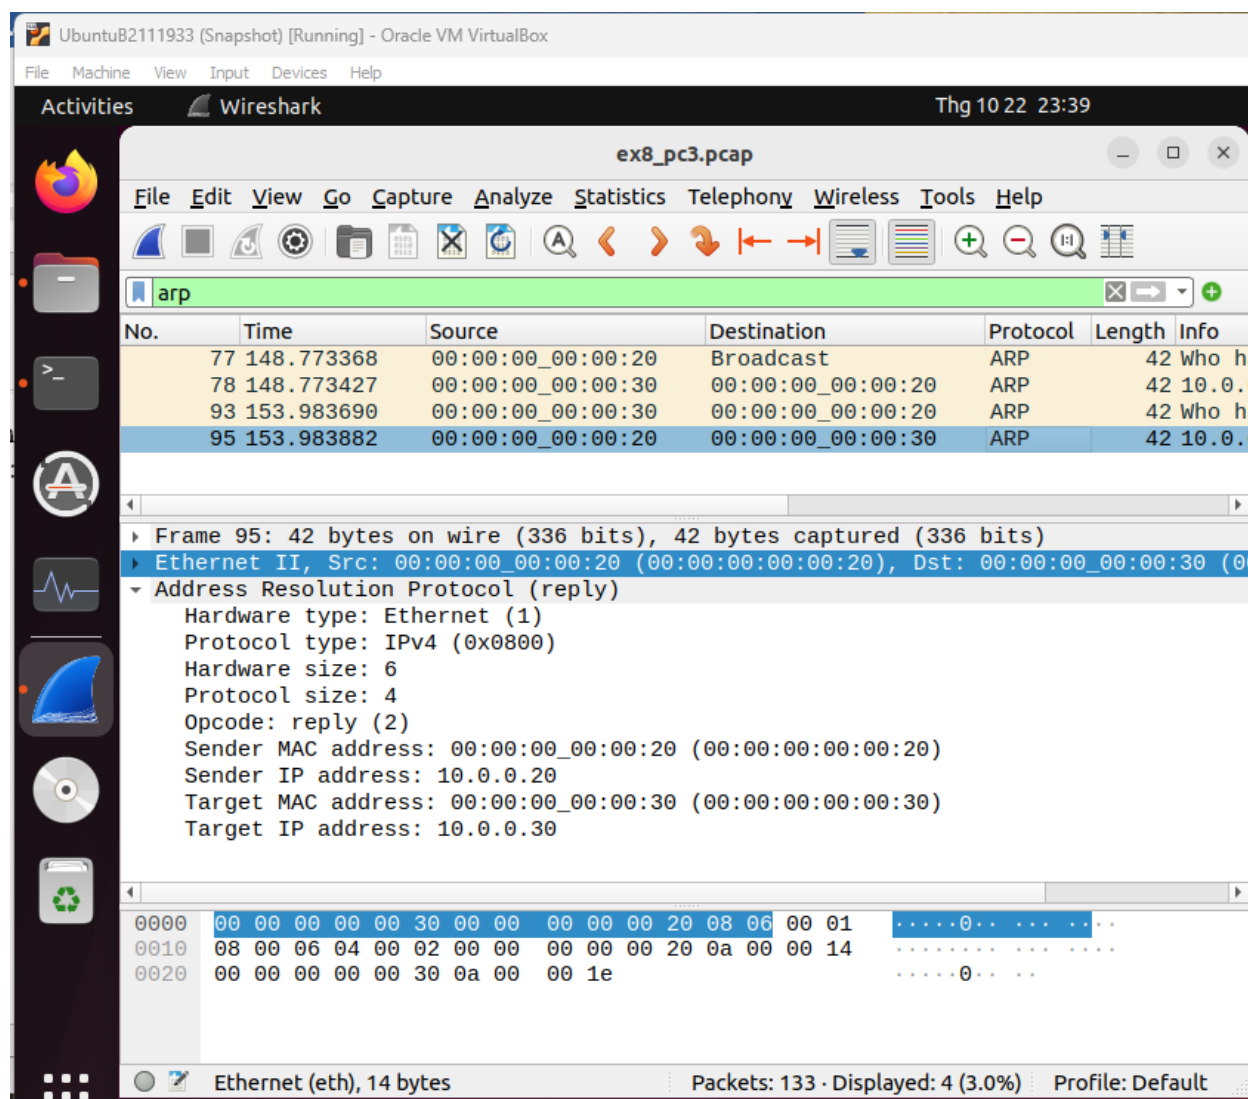 UbuntuB2111933 (Snapshot) [Running] - Oracle VM VirtualBox
File Machine View Input Devices Help
Activities Wireshark Thg 10 22 23:39
ex8_pc3.pcap
File Edit View Go Capture Analyze Statistics Telephony Wireless Tools Help
arp
No. Time Source Destination Protocol Length Info
77 148.773368 00:00:00_00:00:20 Broadcast ARP 42 Who h
78 148.773427 00:00:00_00:00:30 00:00:00_00:00:20 ARP 42 10.0.
93 153.983690 00:00:00_00:00:30 00:00:00_00:00:20 ARP 42 Who h
95 153.983882 00:00:00_00:00:20 00:00:00_00:00:30 ARP 42 10.0.
Frame 95: 42 bytes on wire (336 bits), 42 bytes captured (336 bits)
Ethernet II, Src: 00:00:00_00:00:20 (00:00:00:00:00:20), Dst: 00:00:00_00:00:30 (0
Address Resolution Protocol (reply)
Hardware type: Ethernet (1)
Protocol type: IPv4 (0x0800)
Hardware size: 6
Protocol size: 4
Opcode: reply (2)
Sender MAC address: 00:00:00_00:00:20 (00:00:00:00:00:20)
Sender IP address: 10.0.0.20
Target MAC address: 00:00:00_00:00:30 (00:00:00:00:00:30)
Target IP address: 10.0.0.30
0000 00 00 00 00 00 30 00 00 00 00 00 20 08 06 00 01 ·····0·· ··· ····
0010 08 00 06 04 00 02 00 00 00 00 00 20 0a 00 00 14 ········ ··· ····
0020 00 00 00 00 00 30 0a 00 00 1e ·····0·· ··
Ethernet (eth), 14 bytes Packets: 133 · Displayed: 4 (3.0%) Profile: Default